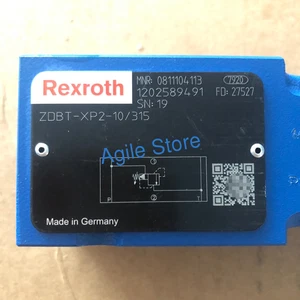 Rexroth
MNR: 0811104113
7920
1202589491
FD: 27527
SN: 19
ZDBT-XP2-10/315
Agile Store
Made in Germany